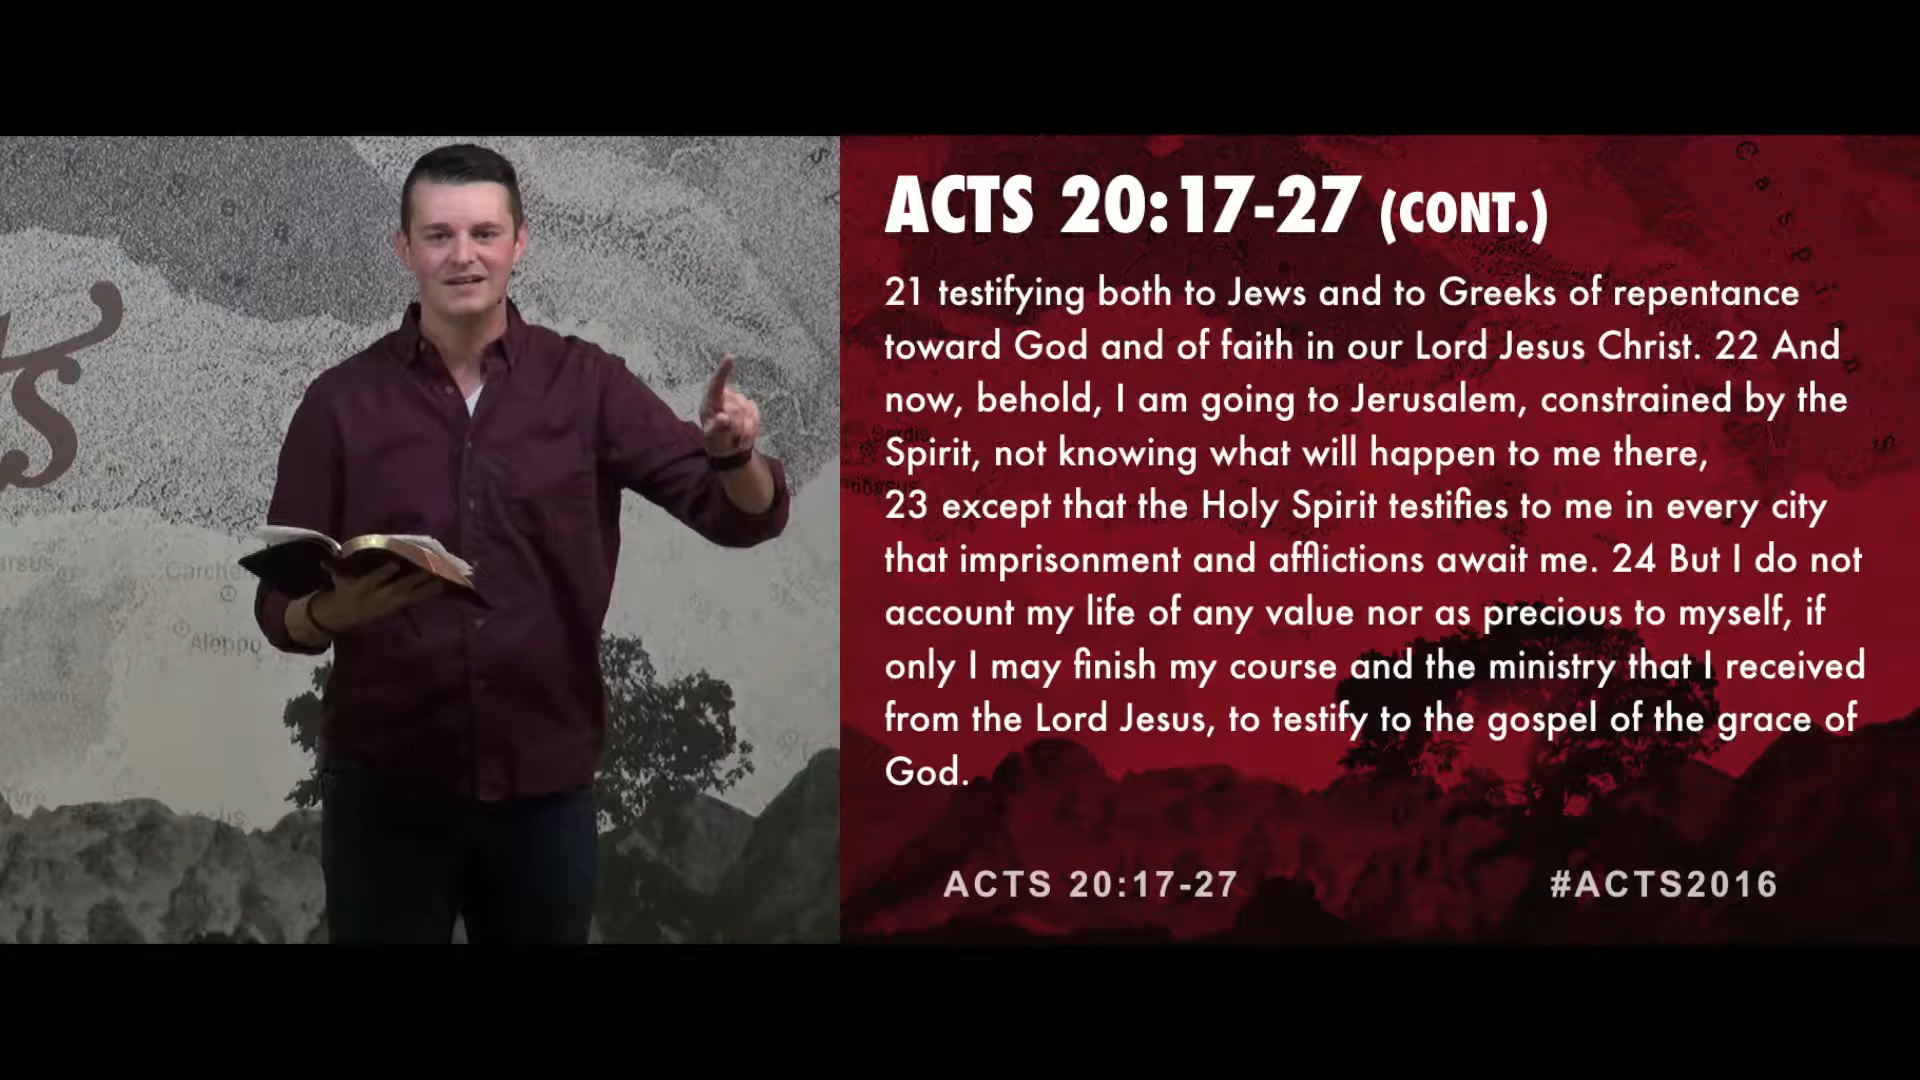 ACTS 20:17-27 (CONT.)
21 testifying both to Jews and to Greeks of repentance
toward God and of faith in our Lord Jesus Christ. 22 And
now, behold, I am going to Jerusalem, constrained by the
Spirit, not knowing what will happen to me there,
23 except that the Holy Spirit testifies to me in every city
that imprisonment and afflictions await me. 24 But I do not
account my life of any value nor as precious to myself, if
only I may finish my course and the ministry that I received
from the Lord Jesus, to testify to the gospel of the grace of
God.
ACTS 20:17-27
#ACTS2016
Aleppo